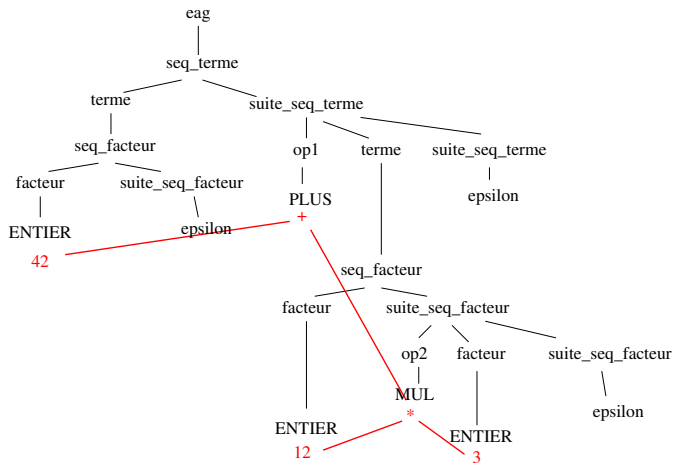 eag
seq_terme
terme suite_seq_terme
seq_facteur op1 terme suite_seq_terme
facteur suite_seq_facteur PLUS epsilon
ENTIER epsilon +
42
seq_facteur
facteur suite_seq_facteur
op2 facteur suite_seq_facteur
MUL
* epsilon
ENTIER ENTIER
12 3